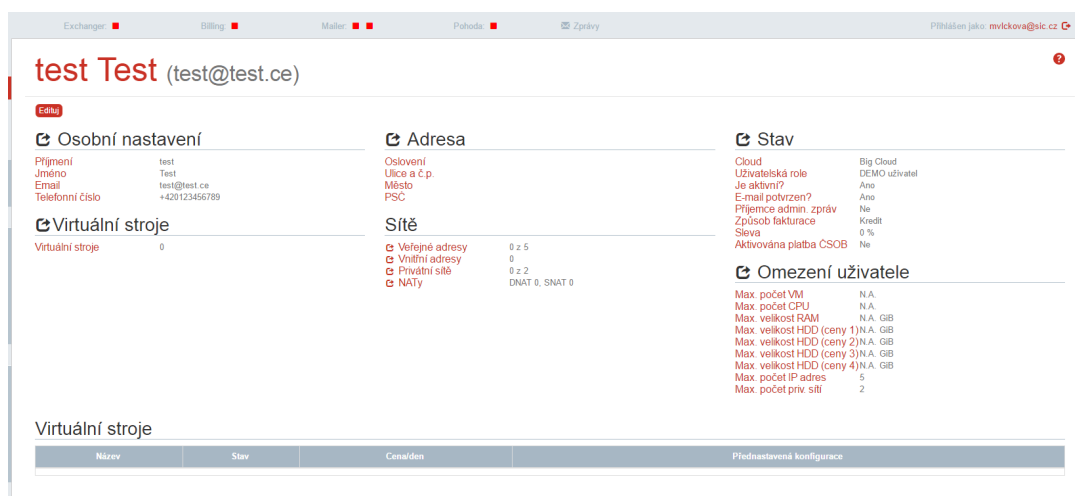 Exchanger: Billing: Mailer: Pohoda: Zprávy Přihlášen jako: mvlckova@sic.cz
test Test (test@test.ce)
Edituj
Osobní nastavení
Příjmení test
Jméno Test
Email test@test.ce
Telefonní číslo +420123456789
Virtuální stroje
Virtuální stroje 0
Adresa
Oslovení
Ulice a č.p.
Město
PSČ
Sítě
Veřejné adresy 0 z 5
Vnitřní adresy 0
Privátní sítě 0 z 2
NATy DNAT 0, SNAT 0
Stav
Cloud Big Cloud
Uživatelská role DEMO uživatel
Je aktivní? Ano
E-mail potvrzen? Ano
Příjemce admin. zpráv Ne
Způsob fakturace Kredit
Sleva 0 %
Aktivována platba ČSOB Ne
Omezení uživatele
Max. počet VM N.A.
Max. počet CPU N.A.
Max. velikost RAM N.A. GiB
Max. velikost HDD (ceny 1) N.A. GiB
Max. velikost HDD (ceny 2) N.A. GiB
Max. velikost HDD (ceny 3) N.A. GiB
Max. velikost HDD (ceny 4) N.A. GiB
Max. počet IP adres 5
Max. počet priv. sítí 2
Virtuální stroje
Název Stav Cena/den Přednastavená konfigurace